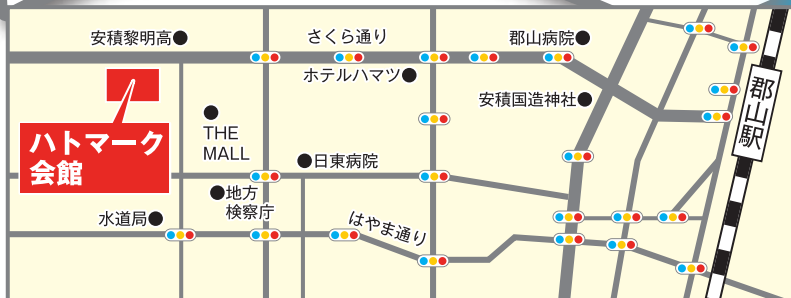 安積黎明高
さくら通り
郡山病院
ホテルハマツ
安積国造神社
郡山駅
THE
MALL
ハトマーク
会館
日東病院
地方
検察庁
水道局
はやま通り